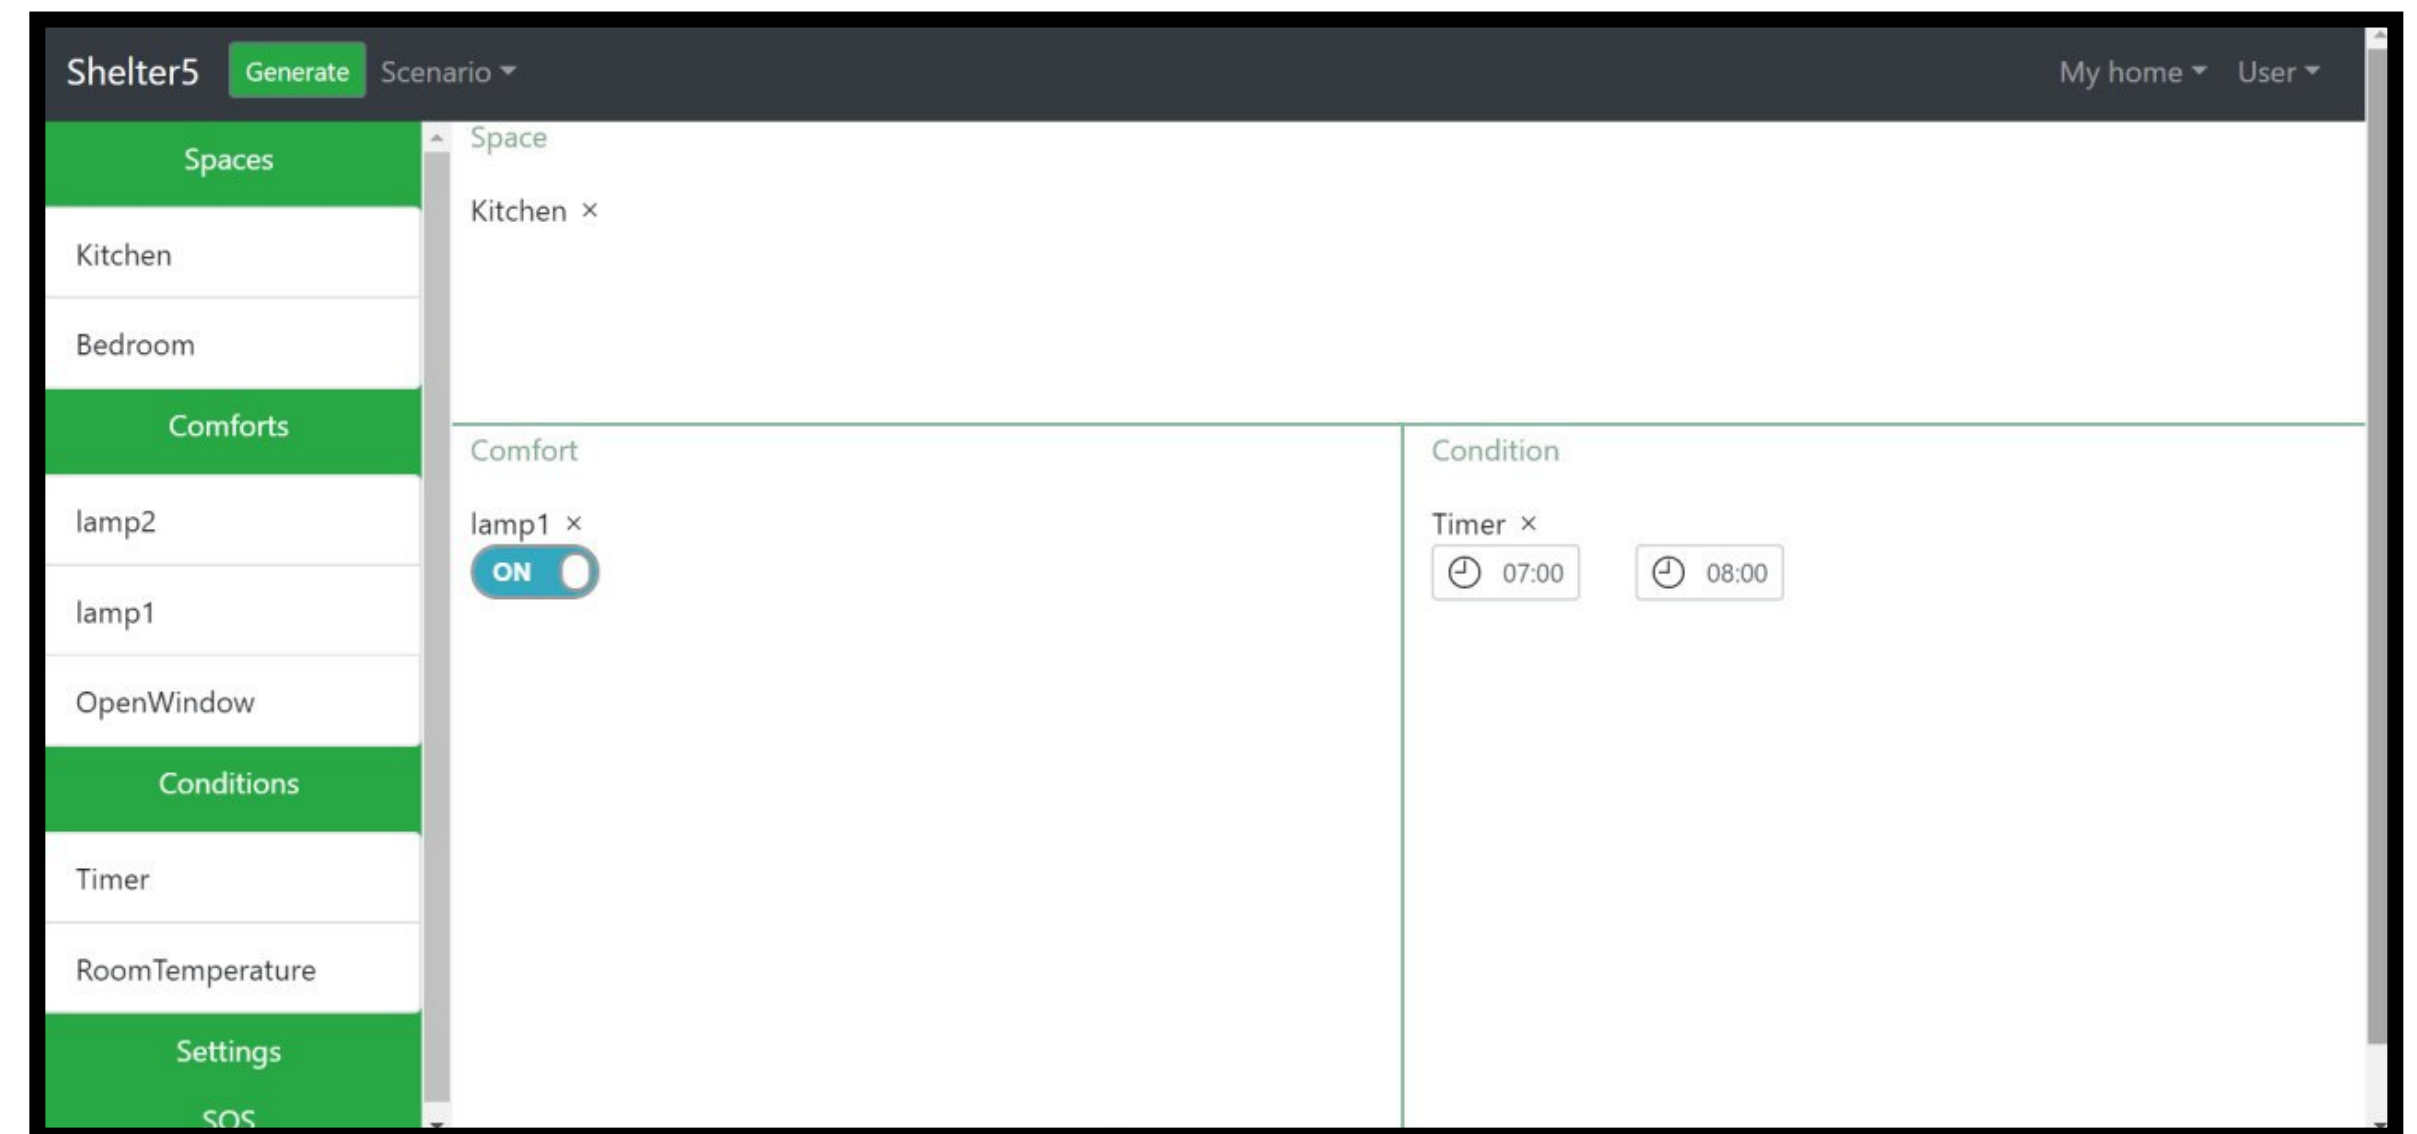 Shelter5 Generate Scenario My home User
Spaces
Kitchen
Bedroom
Comforts
lamp2
lamp1
OpenWindow
Conditions
Timer
RoomTemperature
Settings
SOS
Space
Kitchen ×
Comfort
lamp1 ×
ON
Condition
Timer ×
07:00 08:00